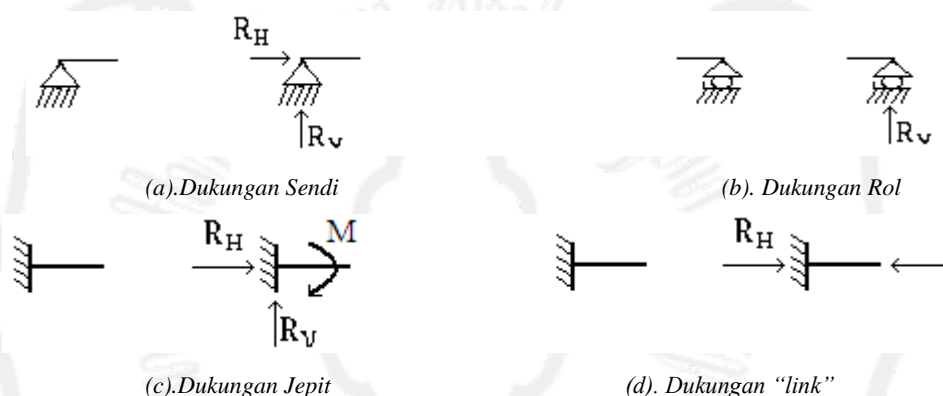 R_H
R_V
R_V
(a).Dukungan Sendi
(b). Dukungan Rol
R_H M
R_H
R_V
(c).Dukungan Jepit
(d). Dukungan “link”